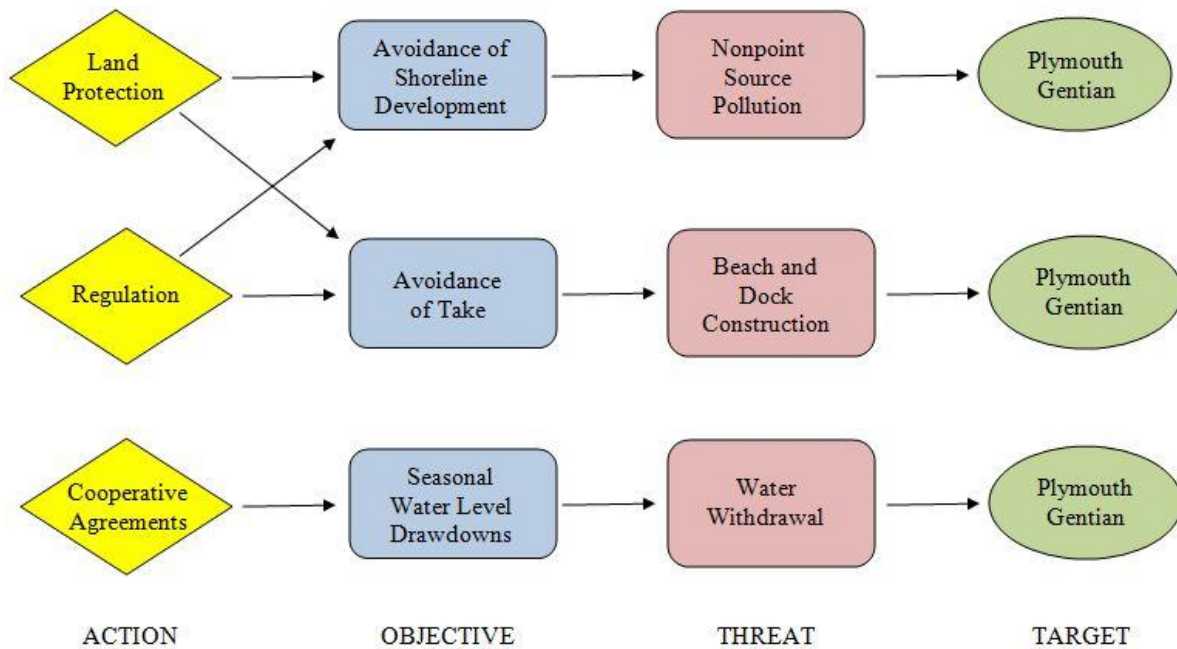 Land
Protection
Avoidance of
Shoreline
Development
Nonpoint
Source
Pollution
Plymouth
Gentian
Regulation
Avoidance
of Take
Beach and
Dock
Construction
Plymouth
Gentian
Cooperative
Agreements
Seasonal
Water Level
Drawdowns
Water
Withdrawal
Plymouth
Gentian
ACTION
OBJECTIVE
THREAT
TARGET